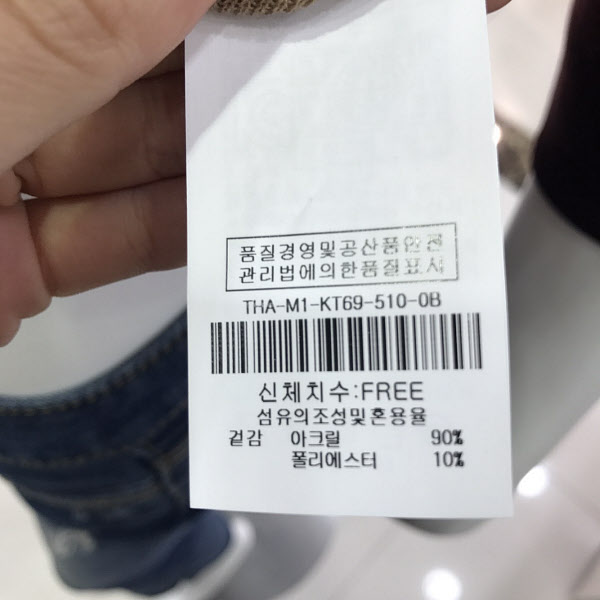 품질경영및공산품안전
관리법에의한품질표시
THA-M1-KT69-510-0B
신체치수:FREE
섬유의조성및혼용율
겉감 아크릴 90%
폴리에스터 10%